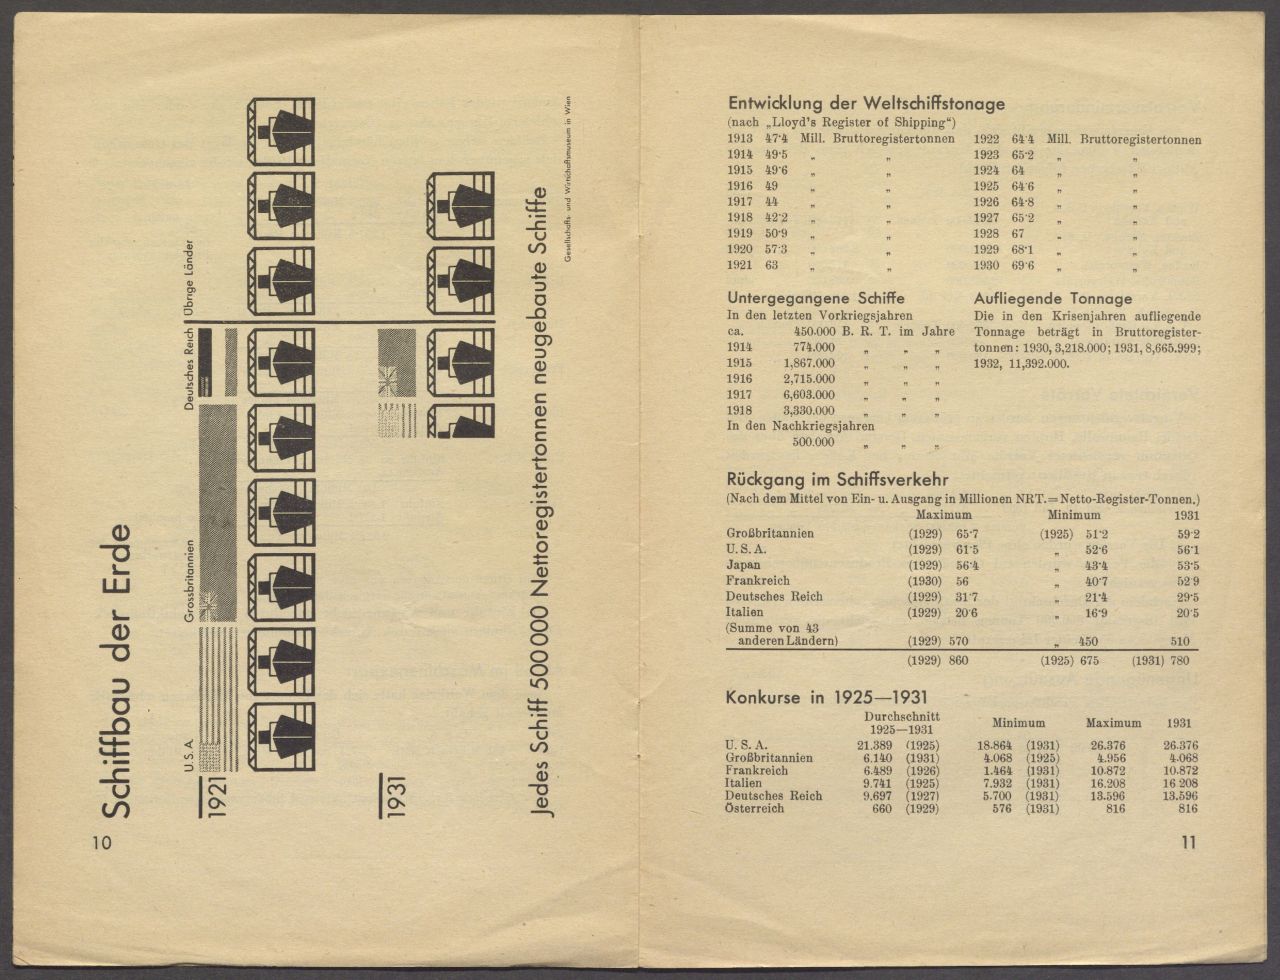 Schiffbau der Erde
1921
U.S.A.
Grossbritannien
Deutsches Reich
Übrige Länder
1931
Jedes Schiff 500 000 Nettoregistertonnen neugebaute Schiffe
Gesellschafts- und Wirtschaftsmuseum in Wien
10
Entwicklung der Weltschiffstonage
(nach „Lloyd's Register of Shipping“)
1913 47·4 Mill. Bruttoregistertonnen 1922 64·4 Mill. Bruttoregistertonnen
1914 49·5 „ „ 1923 65·2 „ „
1915 49·6 „ „ 1924 64 „ „
1916 49 „ „ 1925 64·6 „ „
1917 44 „ „ 1926 64·8 „ „
1918 42·2 „ „ 1927 65·2 „ „
1919 50·9 „ „ 1928 67 „ „
1920 57·3 „ „ 1929 68·1 „ „
1921 63 „ „ 1930 69·6 „ „
Untergegangene Schiffe
In den letzten Vorkriegsjahren
ca. 450.000 B. R. T. im Jahre
1914 774.000 „ „ „
1915 1,867.000 „ „ „
1916 2,715.000 „ „ „
1917 6,603.000 „ „ „
1918 3,330.000 „ „ „
In den Nachkriegsjahren
500.000 „ „ „
Aufliegende Tonnage
Die in den Krisenjahren aufliegende
Tonnage beträgt in Bruttoregister-
tonnen: 1930, 3,218.000; 1931, 8,665.999;
1932, 11,392.000.
Rückgang im Schiffsverkehr
(Nach dem Mittel von Ein- u. Ausgang in Millionen NRT.=Netto-Register-Tonnen.)
Maximum Minimum 1931
Großbritannien (1929) 65·7 (1925) 51·2 59·2
U. S. A. (1929) 61·5 „ 52·6 56·1
Japan (1929) 56·4 „ 43·4 53·5
Frankreich (1930) 56 „ 40·7 52·9
Deutsches Reich (1929) 31·7 „ 21·4 29·5
Italien (1929) 20·6 „ 16·9 20·5
(Summe von 43
anderen Ländern) (1929) 570 „ 450 510
(1929) 860 (1925) 675 (1931) 780
Konkurse in 1925—1931
Durchschnitt
1925—1931 Minimum Maximum 1931
U. S. A. 21.389 (1925) 18.864 (1931) 26.376 26.376
Großbritannien 6.140 (1931) 4.068 (1925) 4.956 4.068
Frankreich 6.489 (1926) 1.464 (1931) 10.872 10.872
Italien 9.741 (1925) 7.932 (1931) 16.208 16 208
Deutsches Reich 9.697 (1927) 5.700 (1931) 13.596 13.596
Österreich 660 (1929) 576 (1931) 816 816
11